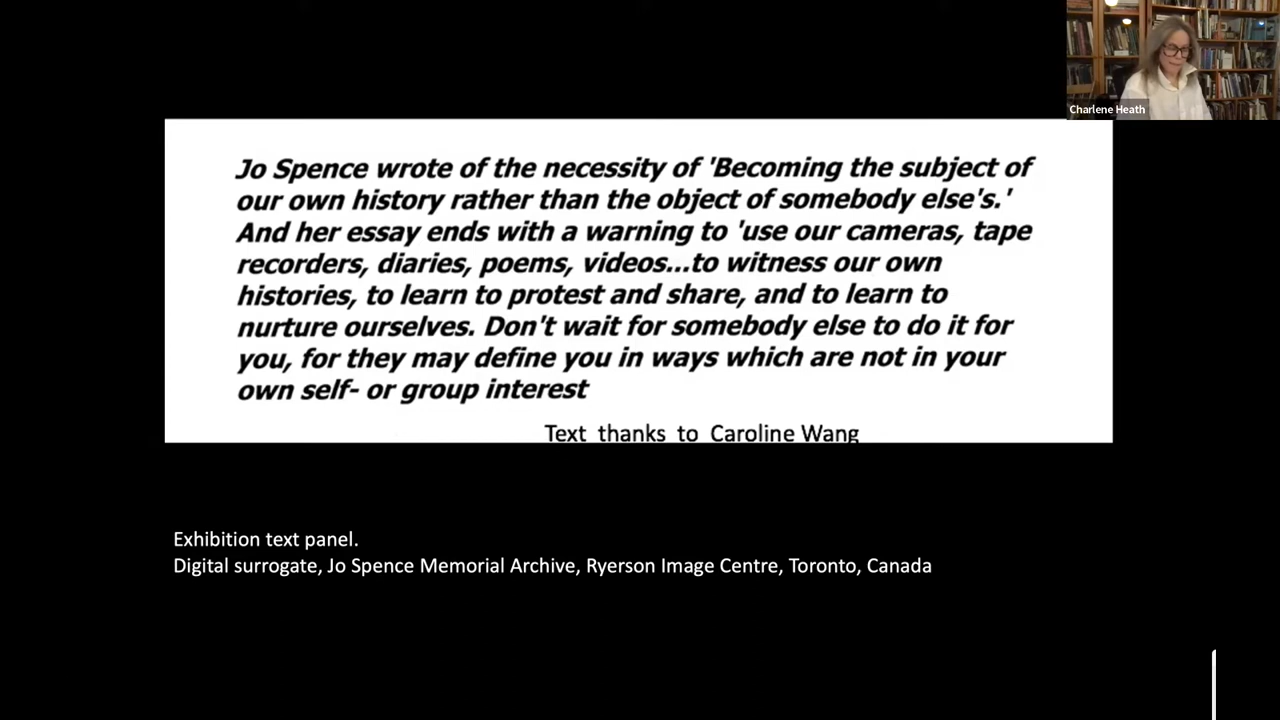 Charlene Heath
Jo Spence wrote of the necessity of 'Becoming the subject of
our own history rather than the object of somebody else's.'
And her essay ends with a warning to 'use our cameras, tape
recorders, diaries, poems, videos...to witness our own
histories, to learn to protest and share, and to learn to
nurture ourselves. Don't wait for somebody else to do it for
you, for they may define you in ways which are not in your
own self- or group interest
Text thanks to Caroline Wang
Exhibition text panel.
Digital surrogate, Jo Spence Memorial Archive, Ryerson Image Centre, Toronto, Canada